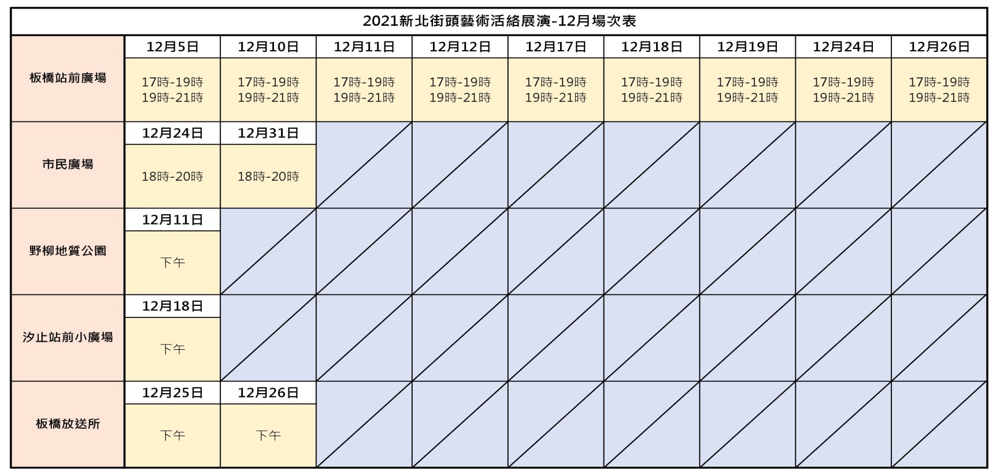 2021新北街頭藝術活絡展演-12月場次表
板橋站前廣場
12月5日 12月10日 12月11日 12月12日 12月17日 12月18日 12月19日 12月24日 12月26日
17時-19時 17時-19時 17時-19時 17時-19時 17時-19時 17時-19時 17時-19時 17時-19時 17時-19時
19時-21時 19時-21時 19時-21時 19時-21時 19時-21時 19時-21時 19時-21時 19時-21時 19時-21時
市民廣場
12月24日 12月31日
18時-20時 18時-20時
野柳地質公園
12月11日
下午
汐止站前小廣場
12月18日
下午
板橋放送所
12月25日 12月26日
下午 下午